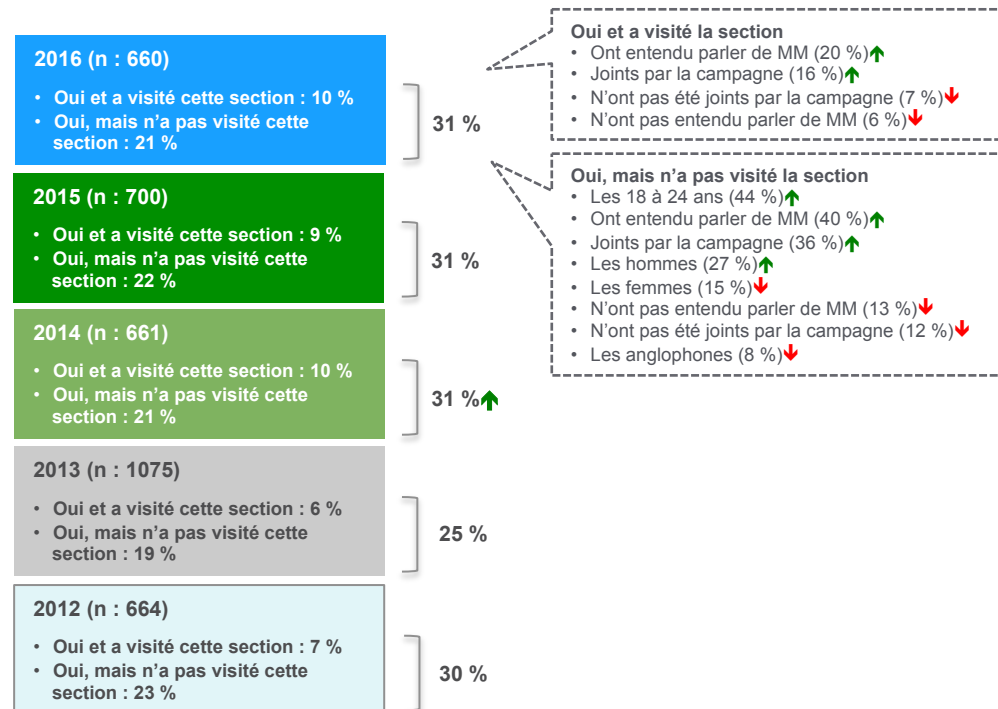 2016 (n : 660)
• Oui et a visité cette section : 10 %
• Oui, mais n'a pas visité cette
section : 21 %
31 %
2015 (n : 700)
• Oui et a visité cette section : 9 %
• Oui, mais n'a pas visité cette
section : 22 %
31 %
2014 (n : 661)
• Oui et a visité cette section : 10 %
• Oui, mais n'a pas visité cette
section : 21 %
31 %↑
2013 (n : 1075)
• Oui et a visité cette section : 6 %
• Oui, mais n'a pas visité cette
section : 19 %
25 %
2012 (n : 664)
• Oui et a visité cette section : 7 %
• Oui, mais n'a pas visité cette
section : 23 %
30 %
Oui et a visité la section
• Ont entendu parler de MM (20 %)↑
• Joints par la campagne (16 %)↑
• N'ont pas été joints par la campagne (7 %)↓
• N'ont pas entendu parler de MM (6 %)↓
Oui, mais n'a pas visité la section
• Les 18 à 24 ans (44 %)↑
• Ont entendu parler de MM (40 %)↑
• Joints par la campagne (36 %)↑
• Les hommes (27 %)↑
• Les femmes (15 %)↓
• N'ont pas entendu parler de MM (13 %)↓
• N'ont pas été joints par la campagne (12 %)↓
• Les anglophones (8 %)↓